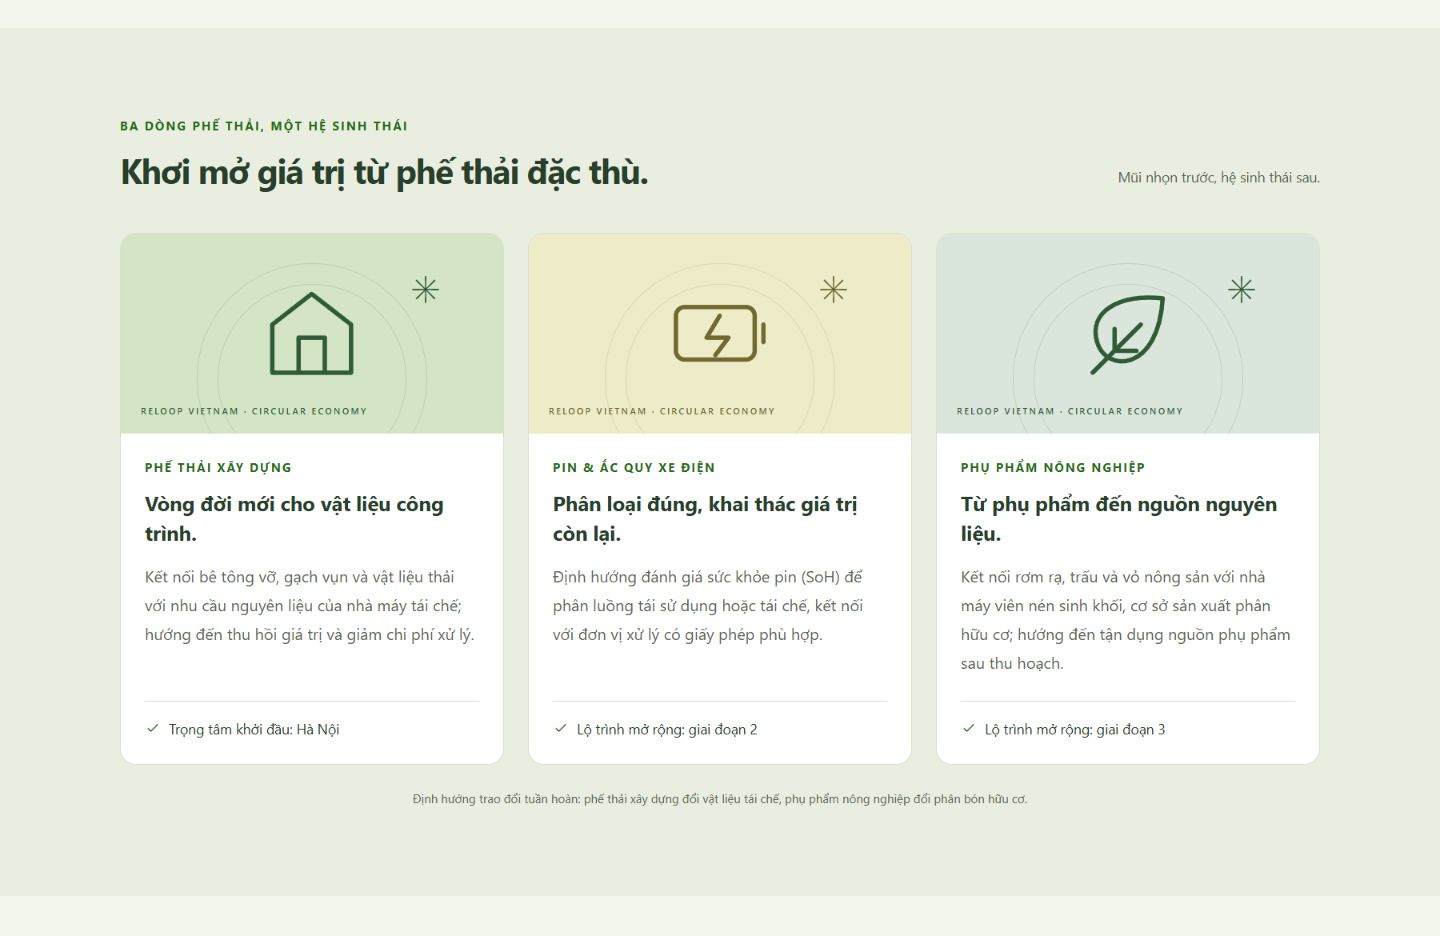 BA DÒNG PHẾ THẢI, MỘT HỆ SINH THÁI
Khơi mở giá trị từ phế thải đặc thù.
Mũi nhọn trước, hệ sinh thái sau.
RELOOP VIETNAM · CIRCULAR ECONOMY
PHẾ THẢI XÂY DỰNG
Vòng đời mới cho vật liệu công
trình.
Kết nối bê tông vỡ, gạch vụn và vật liệu thải
với nhu cầu nguyên liệu của nhà máy tái chế;
hướng đến thu hồi giá trị và giảm chi phí xử lý.
Trọng tâm khởi đầu: Hà Nội
RELOOP VIETNAM · CIRCULAR ECONOMY
PIN & ẮC QUY XE ĐIỆN
Phân loại đúng, khai thác giá trị
còn lại.
Định hướng đánh giá sức khỏe pin (SoH) để
phân luồng tái sử dụng hoặc tái chế, kết nối
với đơn vị xử lý có giấy phép phù hợp.
Lộ trình mở rộng: giai đoạn 2
RELOOP VIETNAM · CIRCULAR ECONOMY
PHỤ PHẨM NÔNG NGHIỆP
Từ phụ phẩm đến nguồn nguyên
liệu.
Kết nối rơm rạ, trấu và vỏ nông sản với nhà
máy viên nén sinh khối, cơ sở sản xuất phân
hữu cơ; hướng đến tận dụng nguồn phụ phẩm
sau thu hoạch.
Lộ trình mở rộng: giai đoạn 3
Định hướng trao đổi tuần hoàn: phế thải xây dựng đổi vật liệu tái chế, phụ phẩm nông nghiệp đổi phân bón hữu cơ.